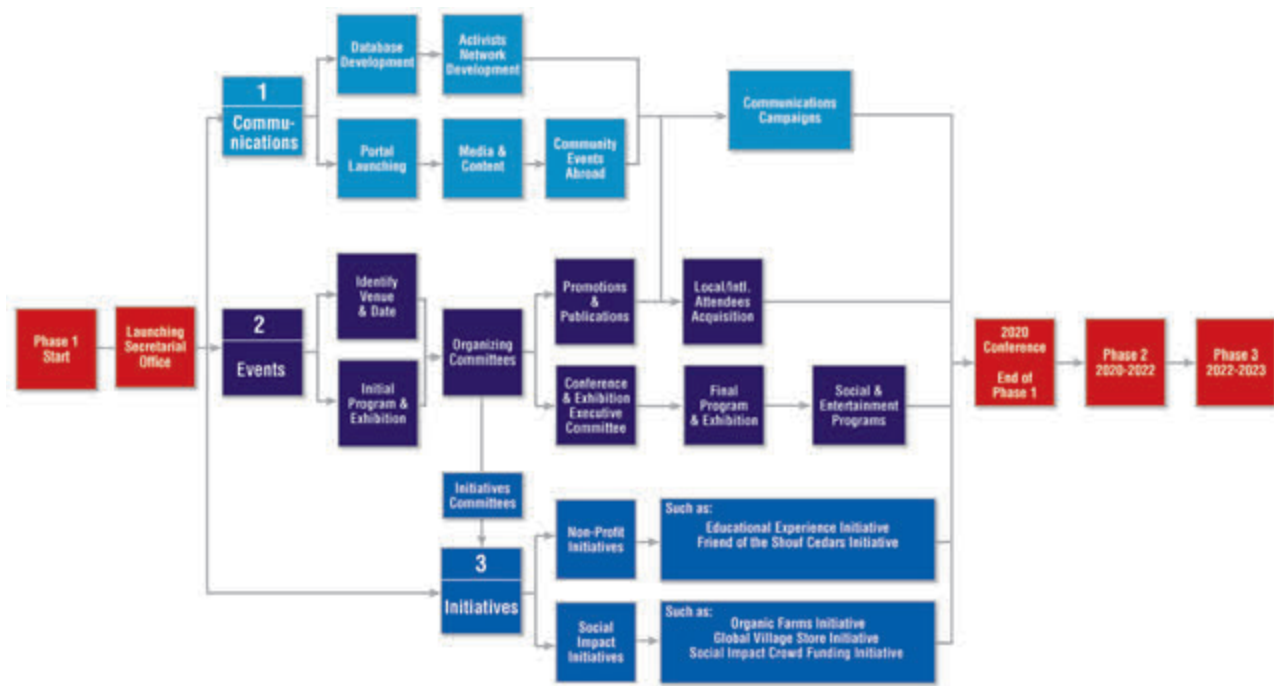 Database
Development
Activists
Network
Development
1
Commu-
nications
Communications
Campaigns
Portal
Launching
Media &
Content
Community
Events
Abroad
Identify
Venue
& Date
Promotions
&
Publications
Local/Intl.
Attendees
Acquisition
Phase 1
Start
Launching
Secretarial
Office
2
Events
Organizing
Committees
2020
Conference
End of
Phase 1
Phase 2
2020-2022
Phase 3
2022-2023
Initial
Program &
Exhibition
Conference
& Exhibition
Executive
Committee
Final
Program
& Exhibition
Social &
Entertainment
Programs
Initiatives
Committees
Non-Profit
Initiatives
Such as:
Educational Experience Initiative
Friend of the Shouf Cedars Initiative
3
Initiatives
Social
Impact
Initiatives
Such as:
Organic Farms Initiative
Global Village Store Initiative
Social Impact Crowd Funding Initiative